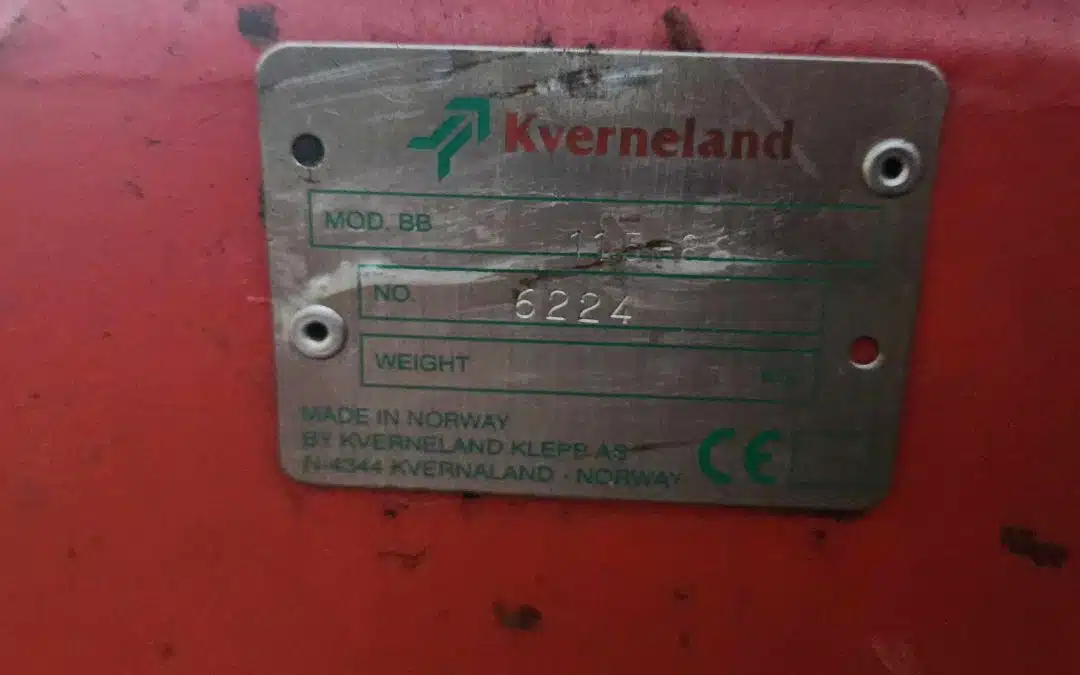 Kverneland
MOD. BB
NO. 6224
WEIGHT
MADE IN NORWAY
BY KVERNELAND KLEPP AS
N-4344 KVERNALAND · NORWAY
CE